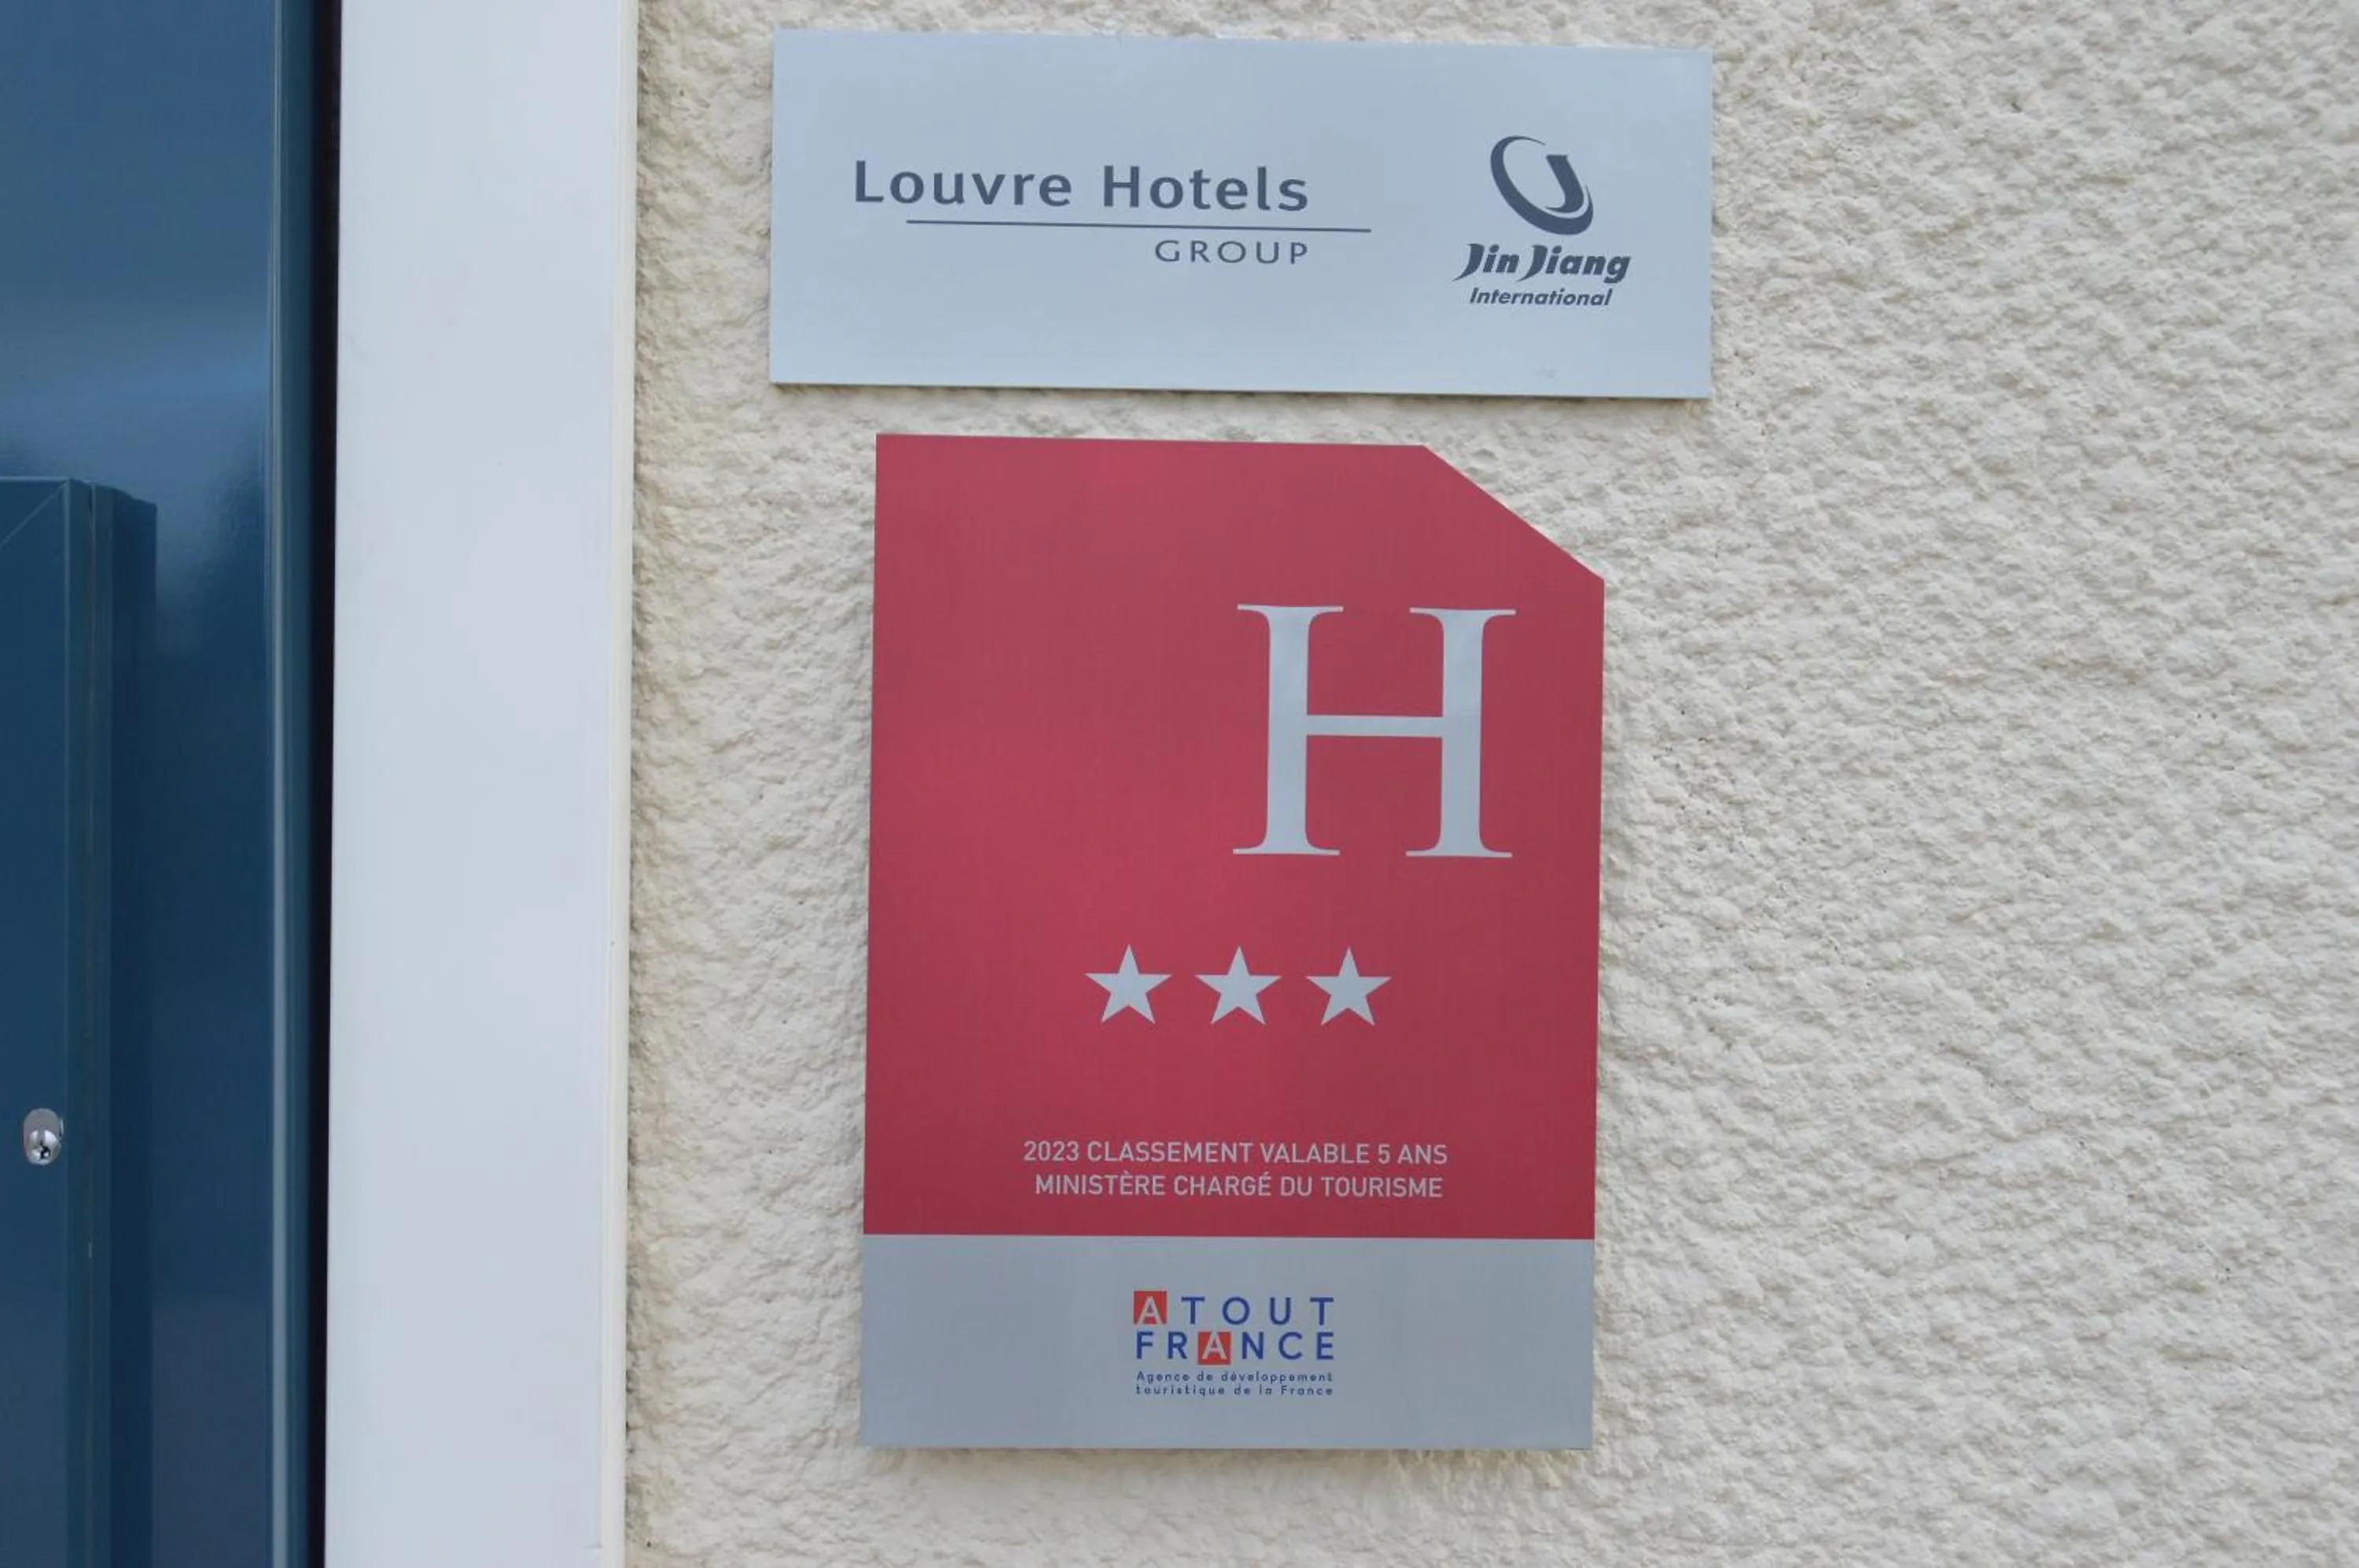 Louvre Hotels
GROUP
Jin Jiang
International
H
2023 CLASSEMENT VALABLE 5 ANS
MINISTÈRE CHARGÉ DU TOURISME
ATOUT
FRANCE
Agence de développement
touristique de la France